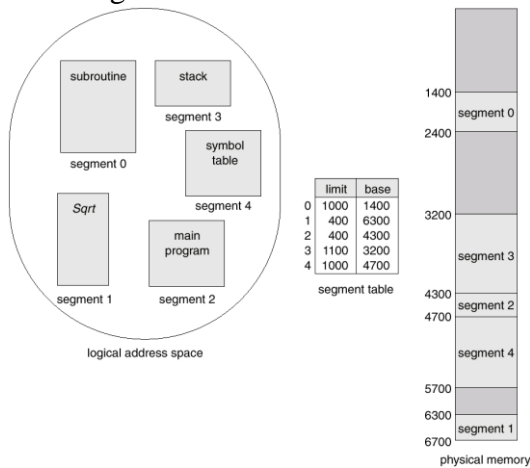 subroutine
stack
segment 3
symbol
table
segment 0
segment 4
Sqrt
main
program
segment 1
segment 2
logical address space
limit base
0 1000 1400
1 400 6300
2 400 4300
3 1100 3200
4 1000 4700
segment table
1400
segment 0
2400
3200
segment 3
4300
segment 2
4700
segment 4
5700
6300
segment 1
6700
physical memory